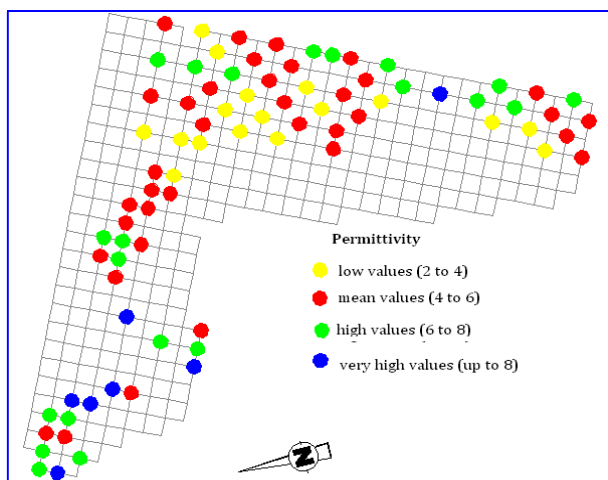 Permittivity
low values (2 to 4)
mean values (4 to 6)
high values (6 to 8)
very high values (up to 8)
N